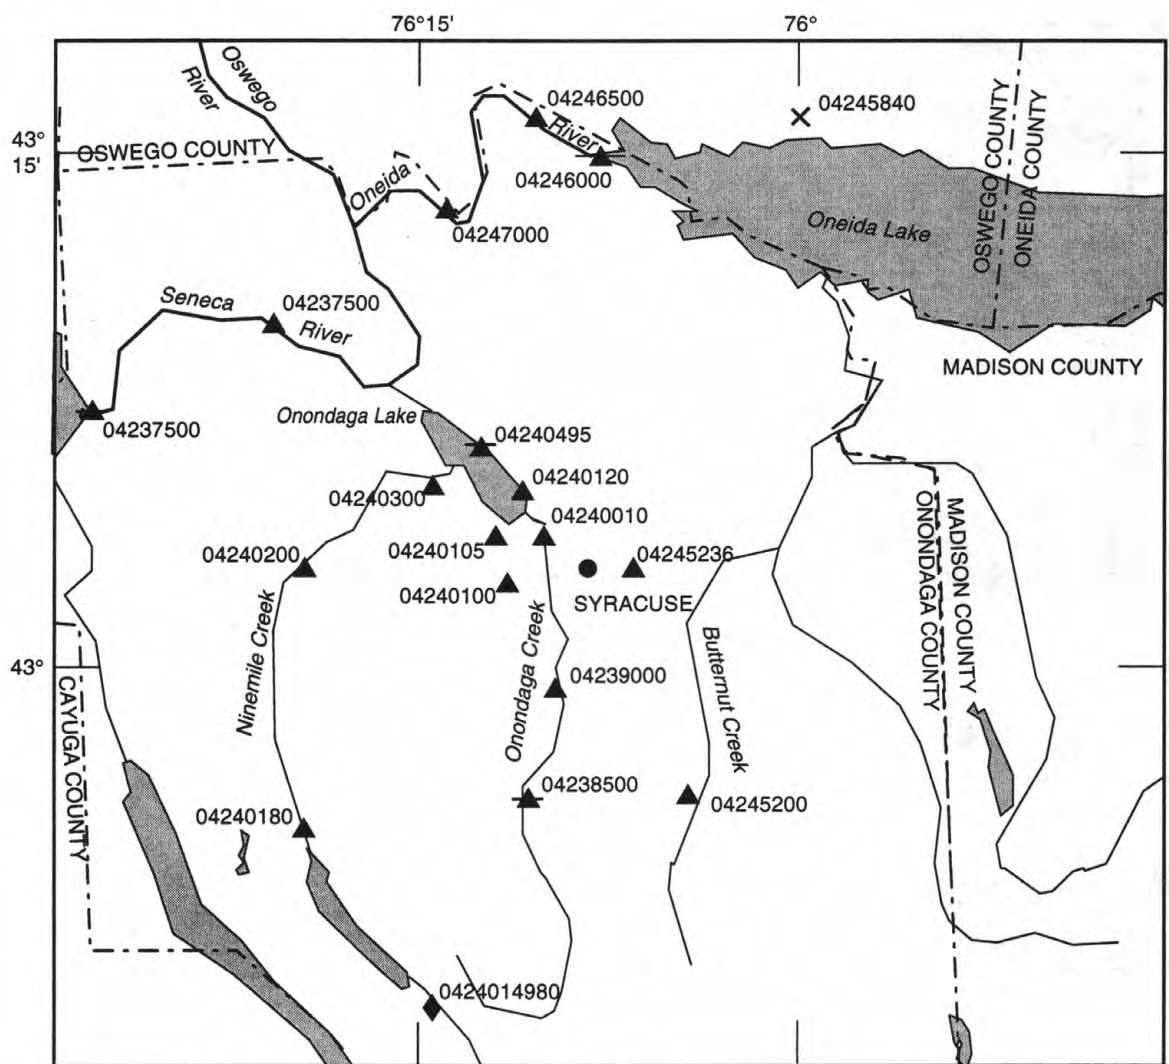 76°15'
76°
Oswego
River
04246500
04245840
43°
15'
OSWEGO COUNTY
River
Oneida
04246000
04247000
Oneida Lake
OSWEGO COUNTY
ONEIDA COUNTY
Seneca
04237500
River
MADISON COUNTY
Onondaga Lake
04237500
04240495
04240120
04240300
04240010
04240105
04240200
04245236
04240100
SYRACUSE
MADISON COUNTY
ONONDAGA COUNTY
43°
Ninemile Creek
Onondaga Creek
04239000
Butternut Creek
CAYUGA COUNTY
04238500
04245200
04240180
0424014980